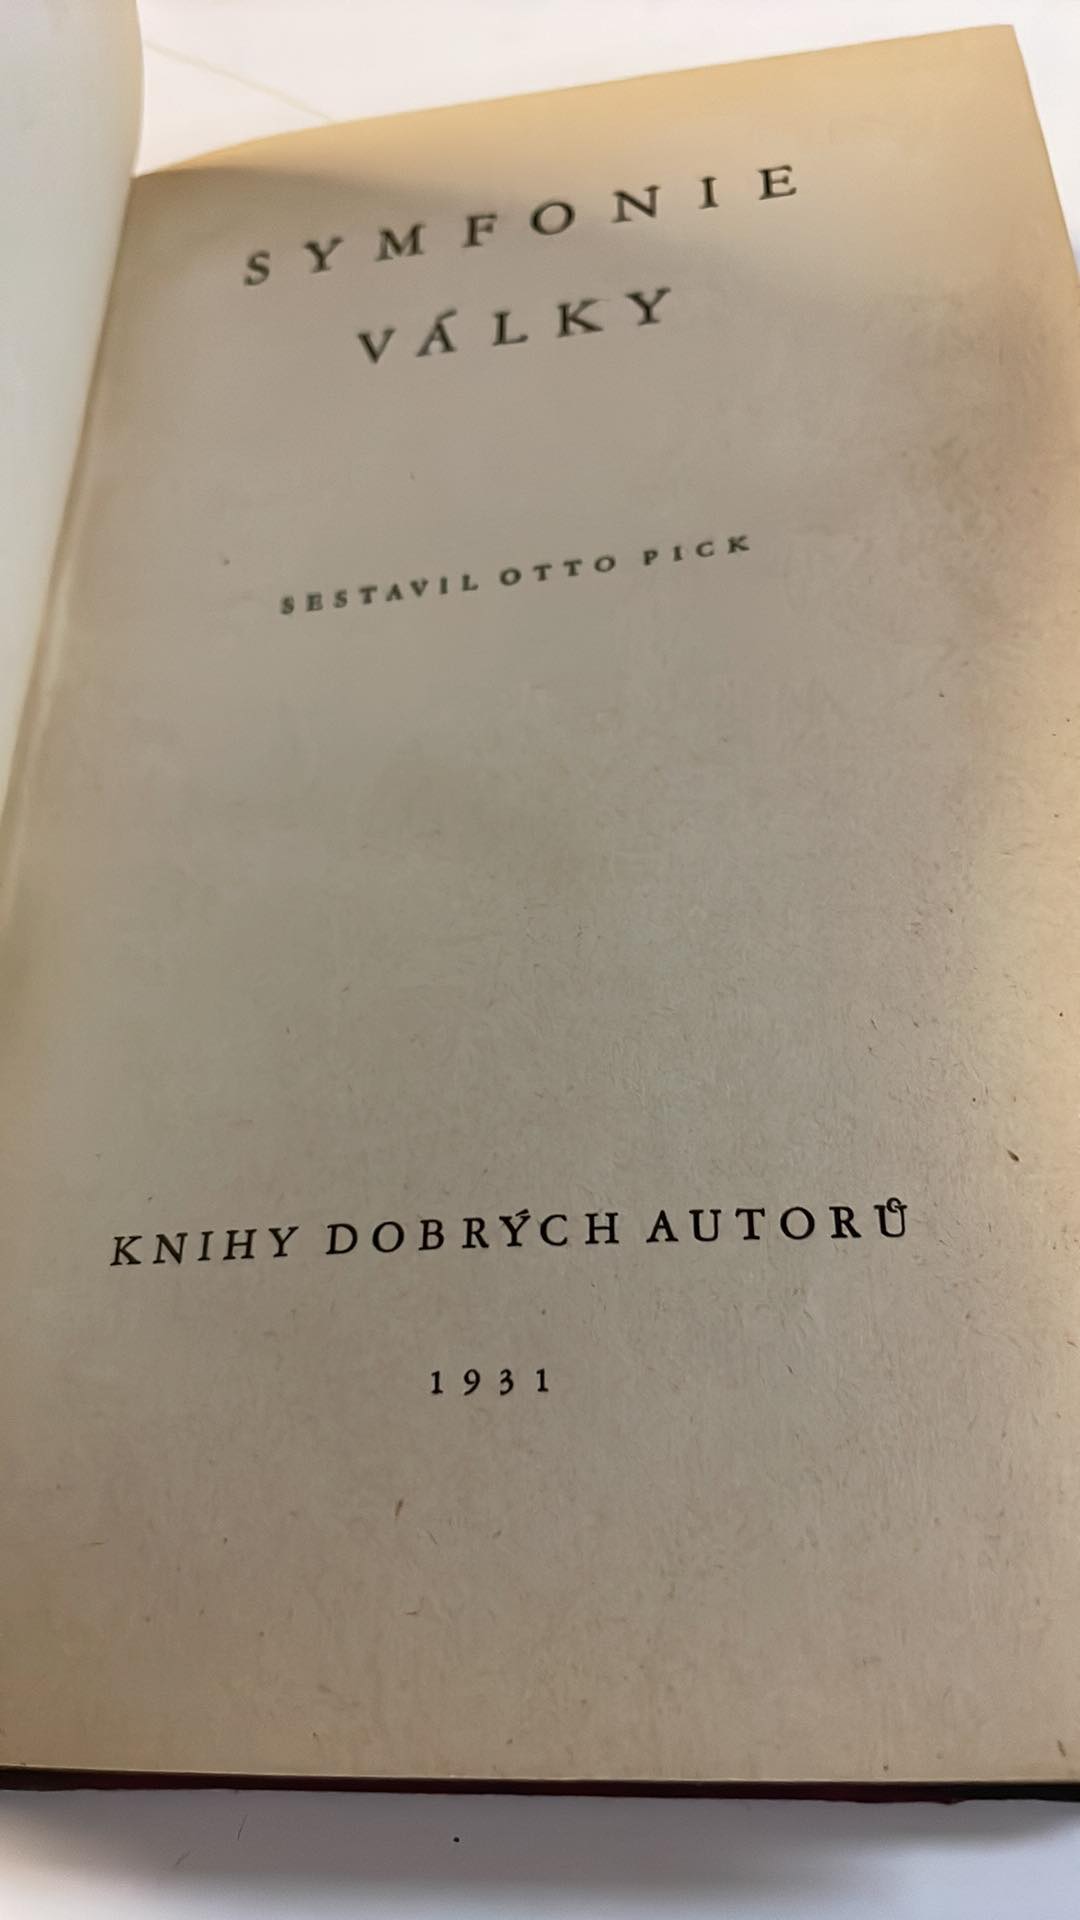 SYMFONIE
VÁLKY
SESTAVIL OTTO PICK
KNIHY DOBRÝCH AUTORŮ
1931